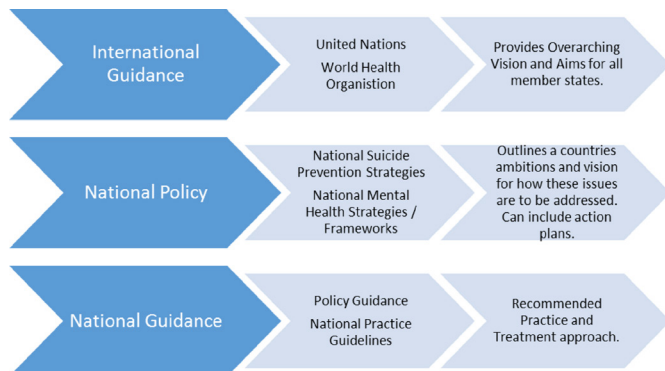 International
Guidance
United Nations
World Health
Organistion
Provides Overarching
Vision and Aims for all
member states.
National Policy
National Suicide
Prevention Strategies
National Mental
Health Strategies /
Frameworks
Outlines a countries
ambitions and vision
for how these issues
are to be addressed.
Can include action
plans.
National Guidance
Policy Guidance
National Practice
Guidelines
Recommended
Practice and
Treatment approach.